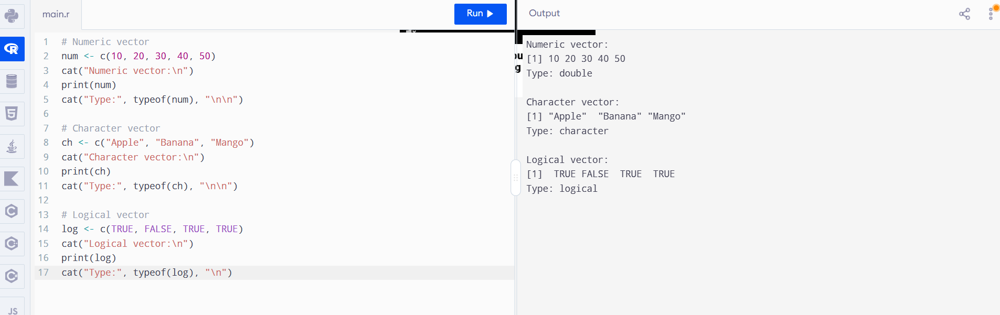 main.r
Run
1 # Numeric vector
2 num <- c(10, 20, 30, 40, 50)
3 cat("Numeric vector:\n")
4 print(num)
5 cat("Type:", typeof(num), "\n\n")
6
7 # Character vector
8 ch <- c("Apple", "Banana", "Mango")
9 cat("Character vector:\n")
10 print(ch)
11 cat("Type:", typeof(ch), "\n\n")
12
13 # Logical vector
14 log <- c(TRUE, FALSE, TRUE, TRUE)
15 cat("Logical vector:\n")
16 print(log)
17 cat("Type:", typeof(log), "\n")
JS
Output
Numeric vector:
[1] 10 20 30 40 50
Type: double
Character vector:
[1] "Apple"  "Banana" "Mango"
Type: character
Logical vector:
[1]  TRUE FALSE  TRUE  TRUE
Type: logical